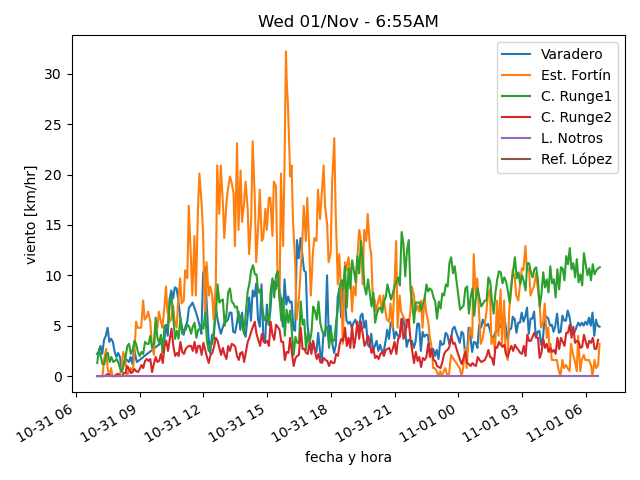 Wed 01/Nov - 6:55AM
Varadero
Est. Fortín
C. Runge1
C. Runge2
L. Notros
Ref. López
viento [km/hr]
30
25
20
15
10
5
0
10-31 06
10-31 09
10-31 12
10-31 15
10-31 18
10-31 21
11-01 00
11-01 03
11-01 06
fecha y hora